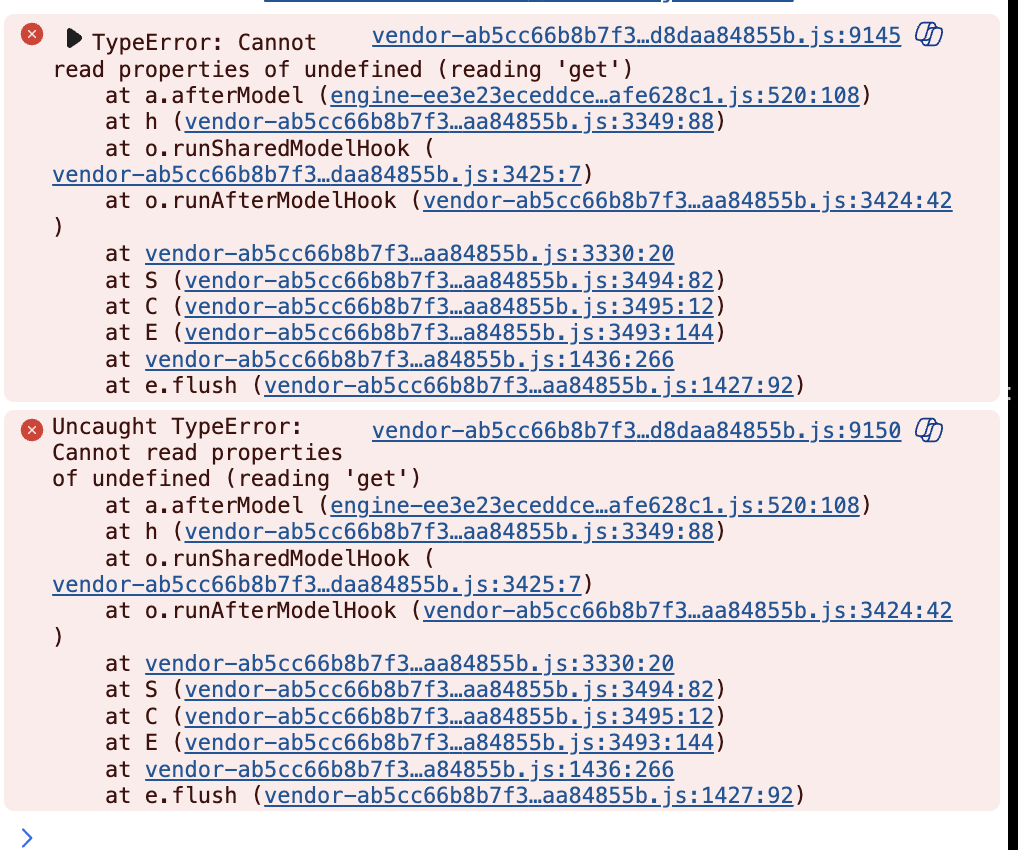 TypeError: Cannot vendor-ab5cc66b8b7f3…d8daa84855b.js:9145
read properties of undefined (reading 'get')
at a.afterModel (engine-ee3e23eceddce…afe628c1.js:520:108)
at h (vendor-ab5cc66b8b7f3…aa84855b.js:3349:88)
at o.runSharedModelHook (
vendor-ab5cc66b8b7f3…daa84855b.js:3425:7)
at o.runAfterModelHook (vendor-ab5cc66b8b7f3…aa84855b.js:3424:42
)
at vendor-ab5cc66b8b7f3…aa84855b.js:3330:20
at S (vendor-ab5cc66b8b7f3…aa84855b.js:3494:82)
at C (vendor-ab5cc66b8b7f3…aa84855b.js:3495:12)
at E (vendor-ab5cc66b8b7f3…a84855b.js:3493:144)
at vendor-ab5cc66b8b7f3…a84855b.js:1436:266
at e.flush (vendor-ab5cc66b8b7f3…aa84855b.js:1427:92)
Uncaught TypeError: vendor-ab5cc66b8b7f3…d8daa84855b.js:9150
Cannot read properties
of undefined (reading 'get')
at a.afterModel (engine-ee3e23eceddce…afe628c1.js:520:108)
at h (vendor-ab5cc66b8b7f3…aa84855b.js:3349:88)
at o.runSharedModelHook (
vendor-ab5cc66b8b7f3…daa84855b.js:3425:7)
at o.runAfterModelHook (vendor-ab5cc66b8b7f3…aa84855b.js:3424:42
)
at vendor-ab5cc66b8b7f3…aa84855b.js:3330:20
at S (vendor-ab5cc66b8b7f3…aa84855b.js:3494:82)
at C (vendor-ab5cc66b8b7f3…aa84855b.js:3495:12)
at E (vendor-ab5cc66b8b7f3…a84855b.js:3493:144)
at vendor-ab5cc66b8b7f3…a84855b.js:1436:266
at e.flush (vendor-ab5cc66b8b7f3…aa84855b.js:1427:92)